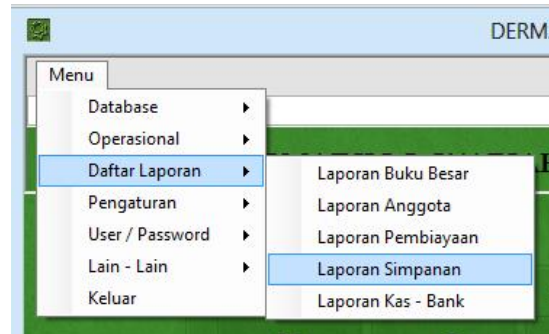 DERM
Menu
Database
Operasional
Daftar Laporan
Pengaturan
User / Password
Lain - Lain
Keluar
Laporan Buku Besar
Laporan Anggota
Laporan Pembiayaan
Laporan Simpanan
Laporan Kas - Bank